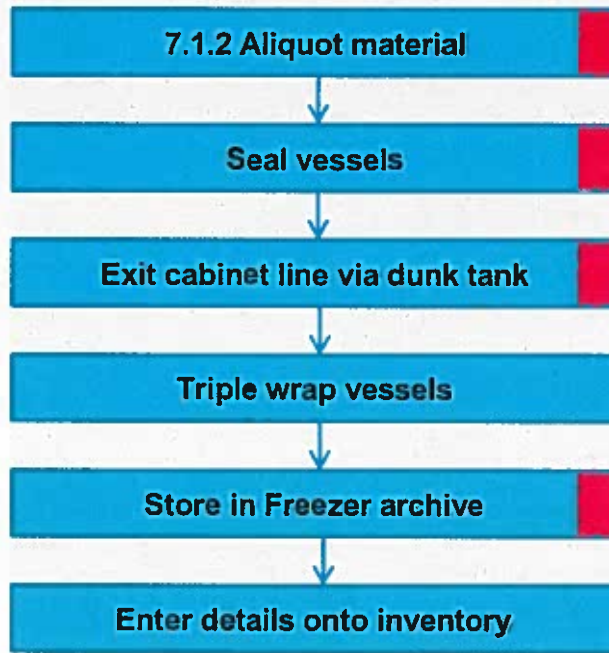 7.1.2 Aliquot material
Seal vessels
Exit cabinet line via dunk tank
Triple wrap vessels
Store in Freezer archive
Enter details onto inventory